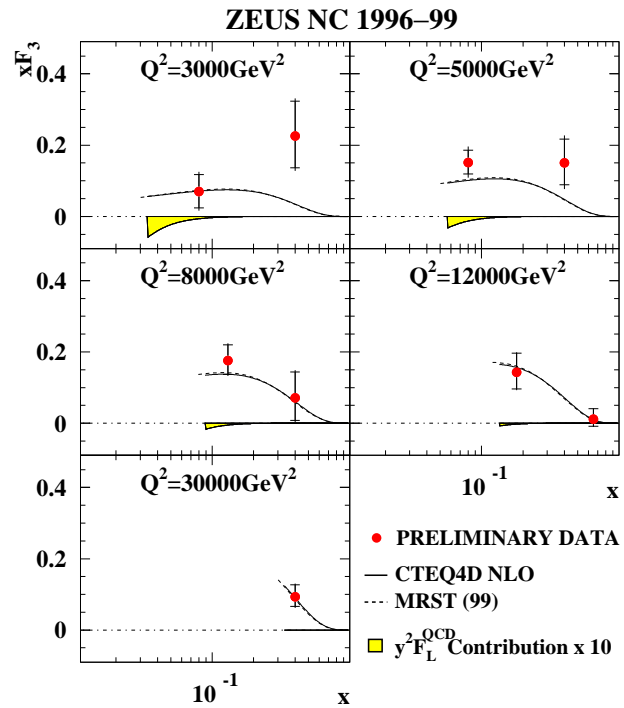 ZEUS NC 1996–99
xF₃
Q²=3000GeV²
Q²=5000GeV²
0.4
0.2
0
Q²=8000GeV²
Q²=12000GeV²
0.4
0.2
0
Q²=30000GeV²
10⁻¹
x
0.4
0.2
0
10⁻¹
x
PRELIMINARY DATA
CTEQ4D NLO
MRST (99)
y²F_L^QCD Contribution x 10